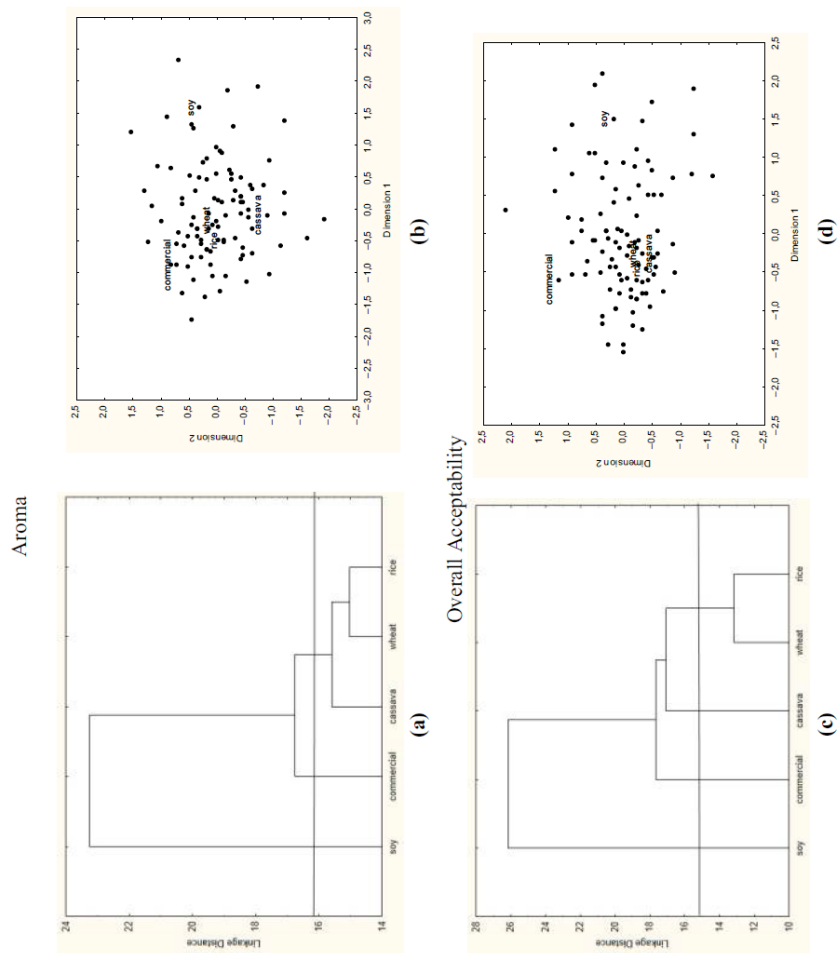 Aroma
24
22
20
18
16
14
Linkage Distance
soy
commercial
cassava
wheat
rice
(a)
2,5
2,0
1,5
1,0
0,5
0,0
−0,5
−1,0
−1,5
−2,0
−2,5
Dimension 2
commercial
soy
wheat
rice
cassava
−3,0 −2,5 −2,0 −1,5 −1,0 −0,5 0,0 0,5 1,0 1,5 2,0 2,5 3,0
Dimension 1
(b)
Overall Acceptability
28
26
24
22
20
18
16
14
12
10
Linkage Distance
soy
commercial
cassava
wheat
rice
(c)
2,5
2,0
1,5
1,0
0,5
0,0
−0,5
−1,0
−1,5
−2,0
−2,5
Dimension 2
commercial
soy
wheat
rice
cassava
−2,5 −2,0 −1,5 −1,0 −0,5 0,0 0,5 1,0 1,5 2,0 2,5
Dimension 1
(d)